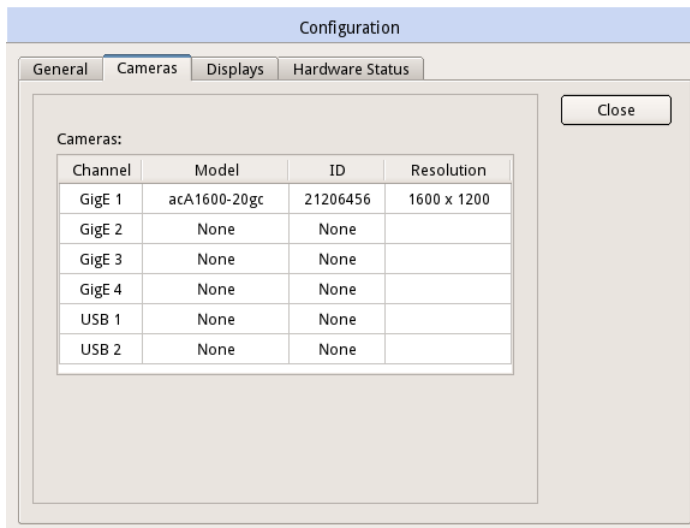 Configuration
General Cameras Displays Hardware Status
Close
Cameras:
Channel Model ID Resolution
GigE 1 acA1600-20gc 21206456 1600 x 1200
GigE 2 None None
GigE 3 None None
GigE 4 None None
USB 1 None None
USB 2 None None